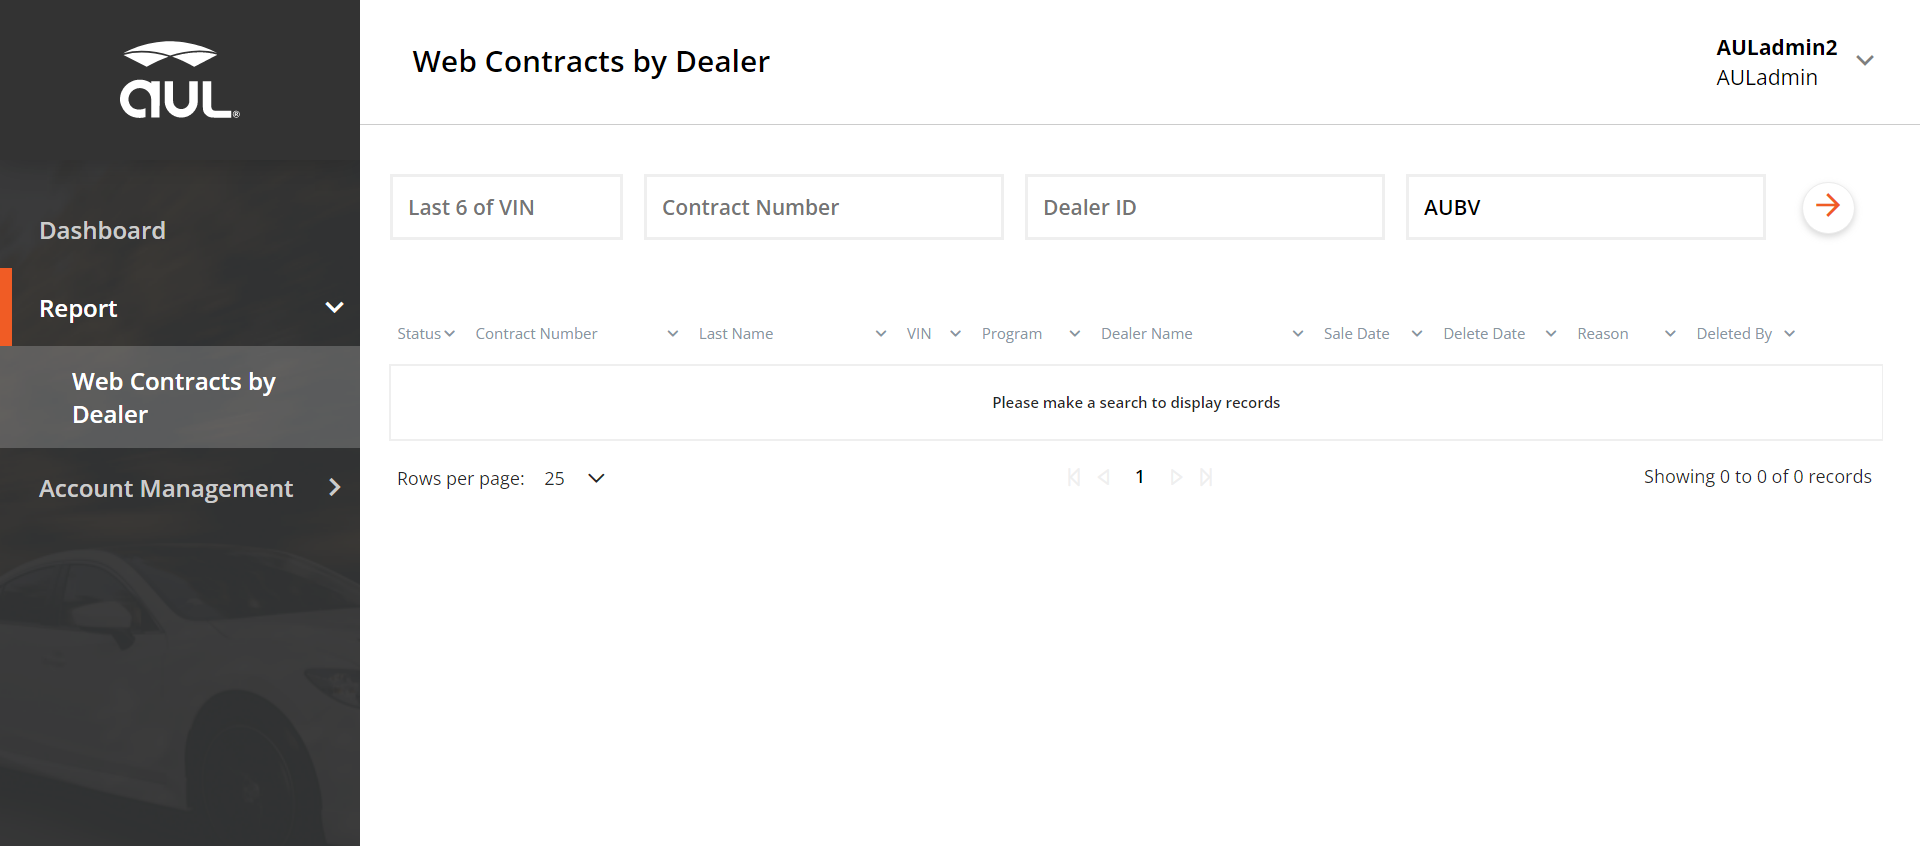 aUL®
Dashboard
Report
Web Contracts by
Dealer
Account Management
Web Contracts by Dealer
AULadmin2
AULadmin
Last 6 of VIN
Contract Number
Dealer ID
AUBV
Status Contract Number Last Name VIN Program Dealer Name Sale Date Delete Date Reason Deleted By
Please make a search to display records
Rows per page: 25
1
Showing 0 to 0 of 0 records